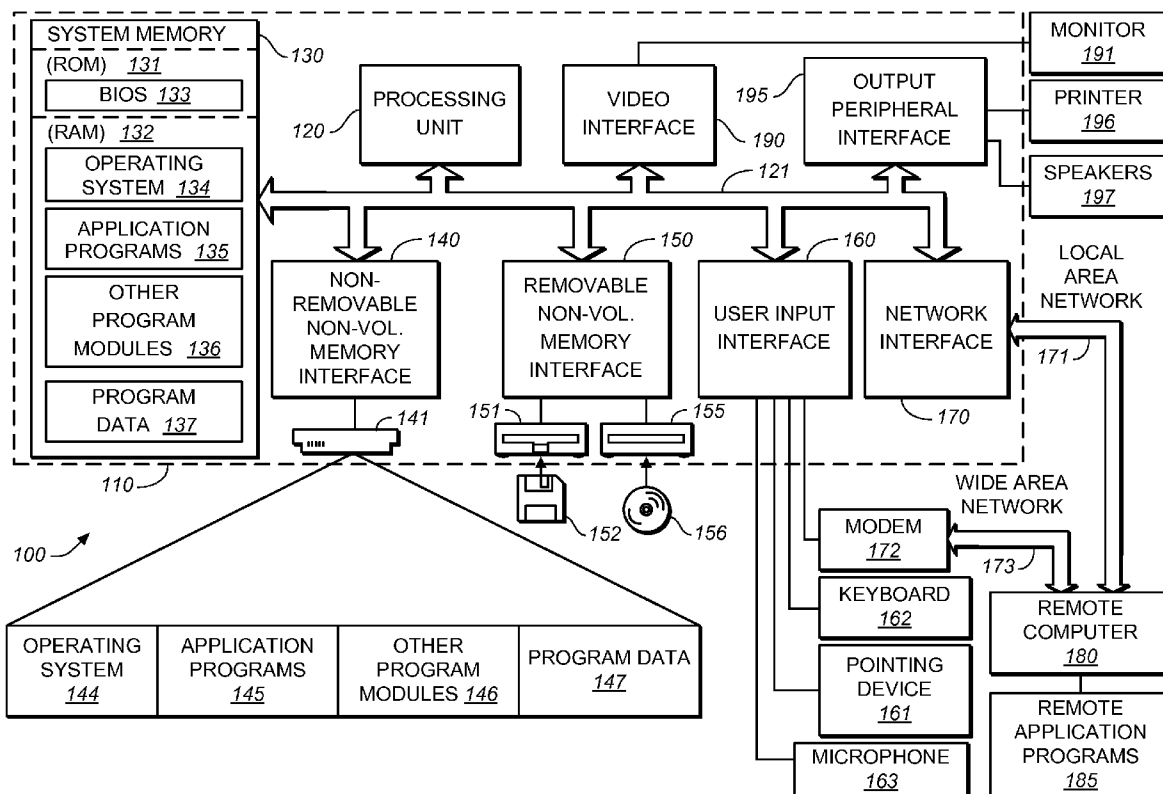 SYSTEM MEMORY
130
(ROM) 131
BIOS 133
(RAM) 132
OPERATING
SYSTEM 134
APPLICATION
PROGRAMS 135
OTHER
PROGRAM
MODULES 136
PROGRAM
DATA 137
110
120
PROCESSING
UNIT
VIDEO
INTERFACE
190
195
OUTPUT
PERIPHERAL
INTERFACE
MONITOR
191
PRINTER
196
SPEAKERS
197
121
140
NON-
REMOVABLE
NON-VOL.
MEMORY
INTERFACE
150
REMOVABLE
NON-VOL.
MEMORY
INTERFACE
160
USER INPUT
INTERFACE
NETWORK
INTERFACE
170
LOCAL
AREA
NETWORK
171
141
151
155
152
156
100
WIDE AREA
NETWORK
173
MODEM
172
KEYBOARD
162
POINTING
DEVICE
161
MICROPHONE
163
REMOTE
COMPUTER
180
REMOTE
APPLICATION
PROGRAMS
185
OPERATING
SYSTEM
144
APPLICATION
PROGRAMS
145
OTHER
PROGRAM
MODULES 146
PROGRAM DATA
147